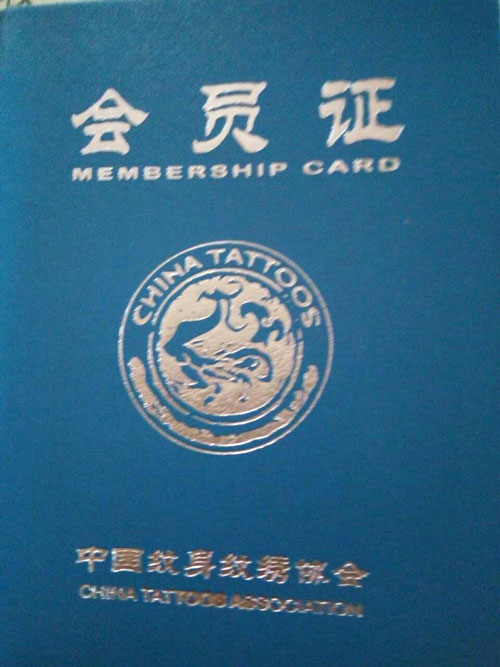 会员证
MEMBERSHIP CARD
CHINA TATTOOS
中国纹身纹绣协会
CHINA TATTOOS ASSOCIATION